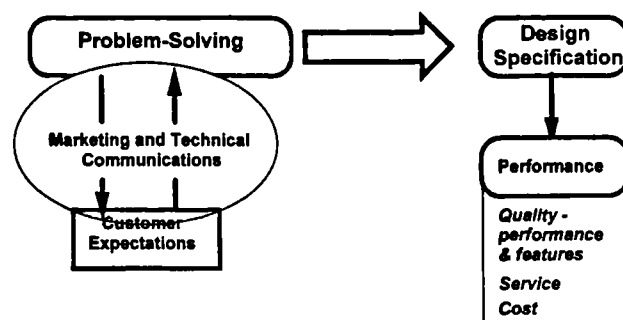 Problem-Solving
Marketing and Technical
Communications
Customer
Expectations
Design
Specification
Performance
Quality -
performance
& features
Service
Cost